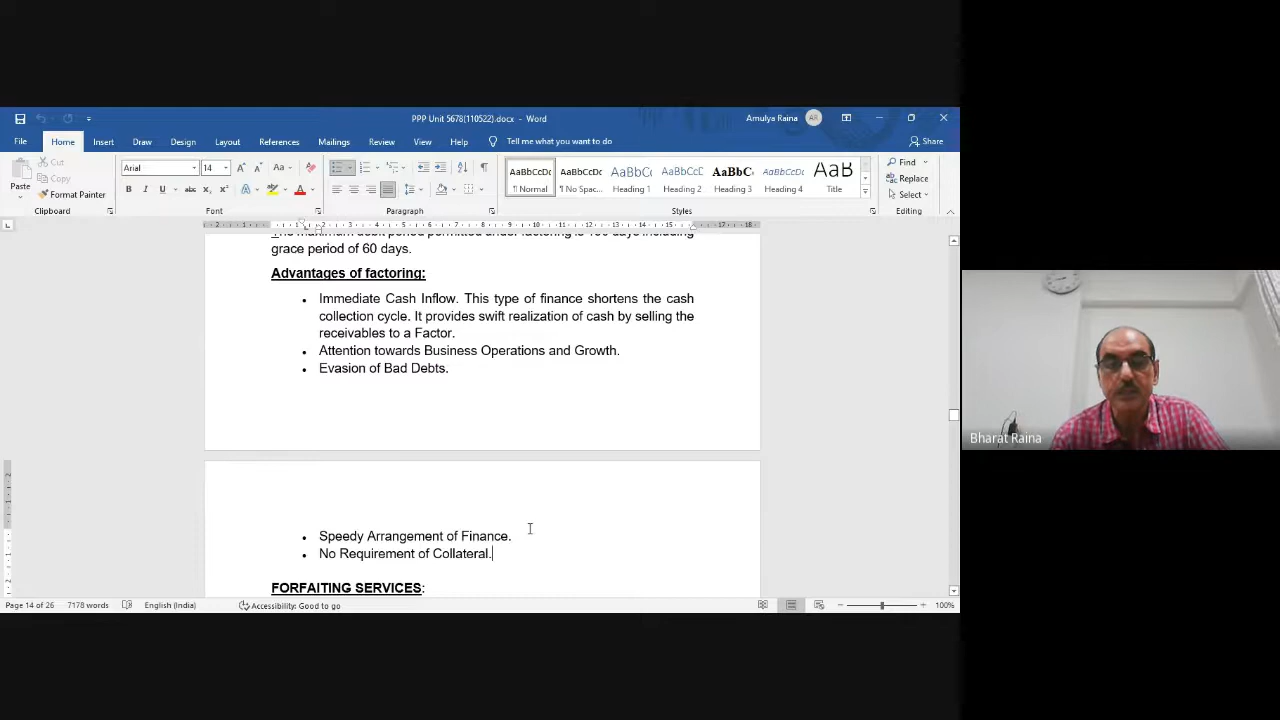 PPP Unit 5678(110522).docx - Word
Amulya Raina
AR
File
Home
Insert
Draw
Design
Layout
References
Mailings
Review
View
Help
Tell me what you want to do
Share
Paste
Cut
Copy
Format Painter
Clipboard
Arial
14
Font
Paragraph
AaBbCcDc
¶ Normal
AaBbCcDc
¶ No Spac...
AaBbCc
Heading 1
AaBbCcD
Heading 2
AaBbC
Heading 3
AaBbCcD
Heading 4
AaB
Title
Styles
Find
Replace
Select
Editing
grace period of 60 days.
Advantages of factoring:
• Immediate Cash Inflow. This type of finance shortens the cash
collection cycle. It provides swift realization of cash by selling the
receivables to a Factor.
• Attention towards Business Operations and Growth.
• Evasion of Bad Debts.
• Speedy Arrangement of Finance.
• No Requirement of Collateral.
FORFAITING SERVICES:
Page 14 of 26
7178 words
English (India)
Accessibility: Good to go
100%
Bharat Raina